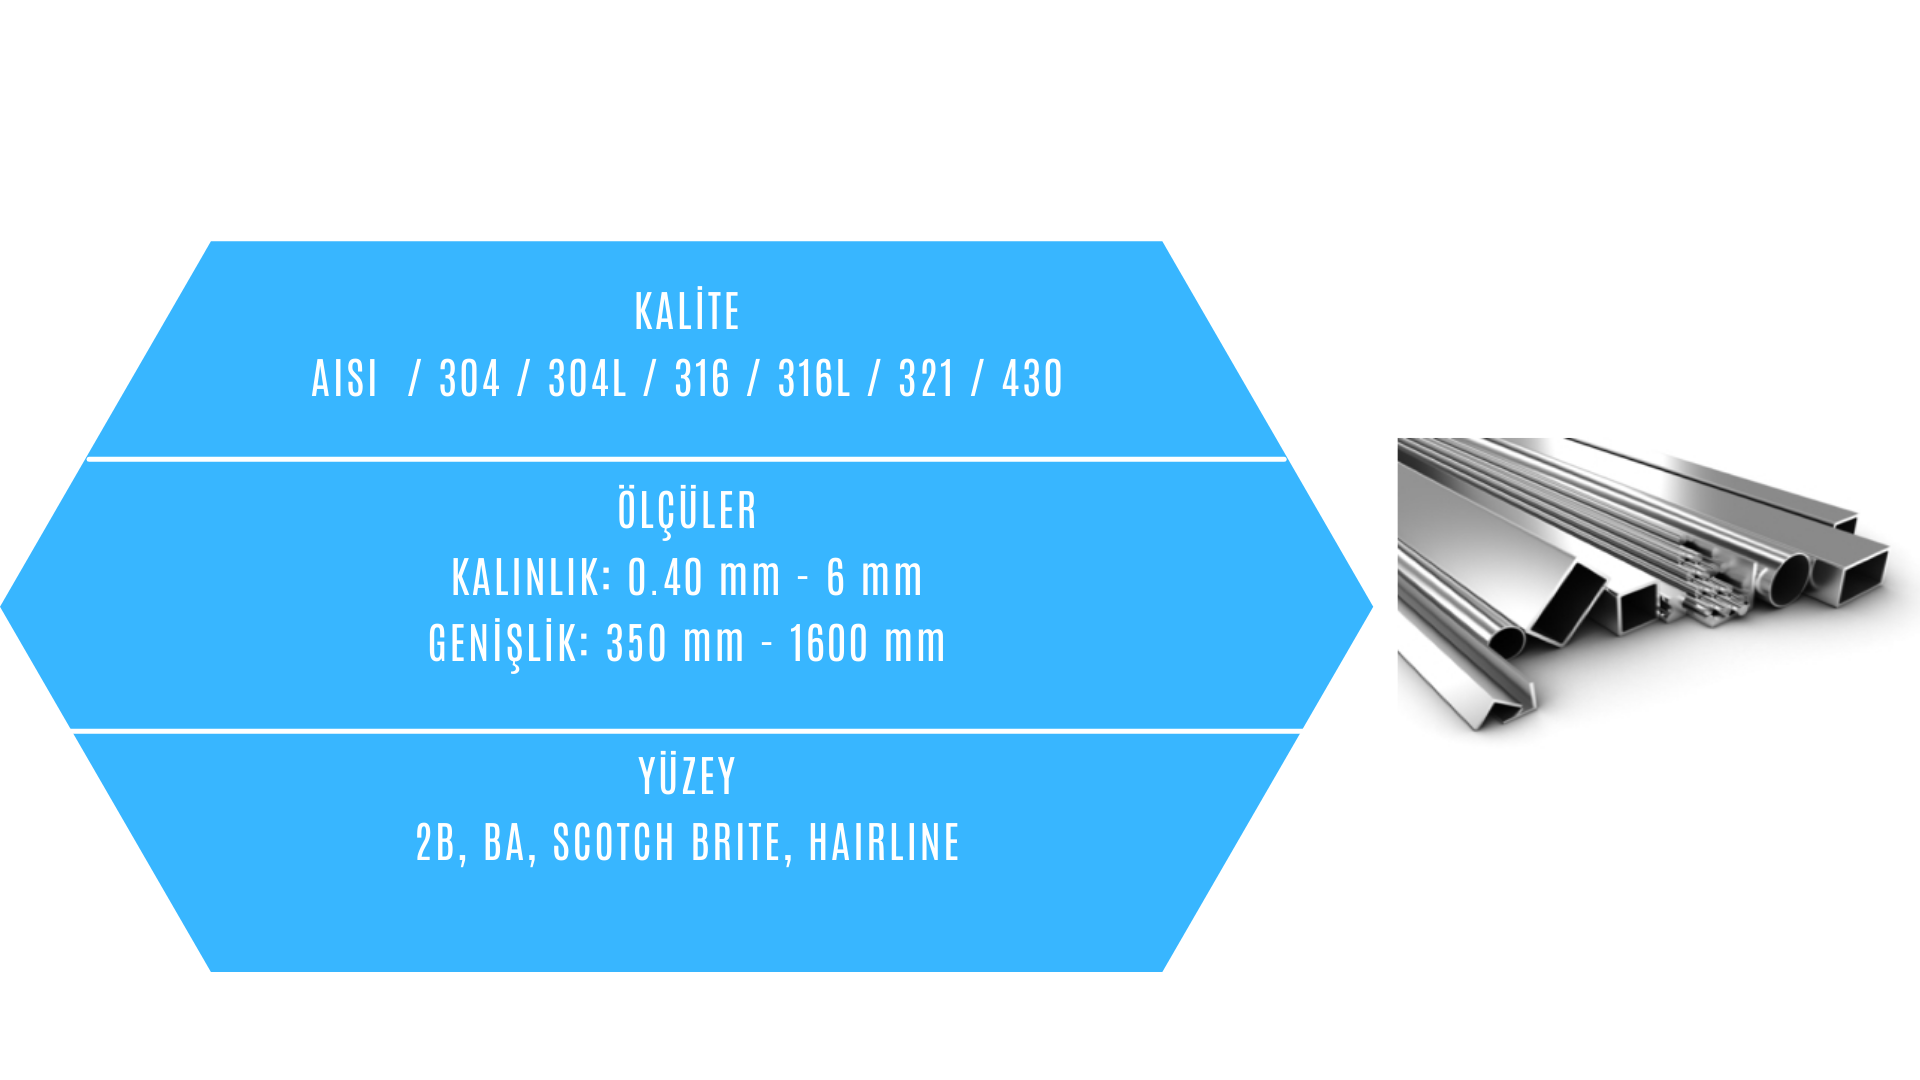 KALİTE
AISI  / 304 / 304L / 316 / 316L / 321 / 430
ÖLÇÜLER
KALINLIK: 0.40 mm - 6 mm
GENİŞLİK: 350 mm - 1600 mm
YÜZEY
2B, BA, SCOTCH BRITE, HAIRLINE